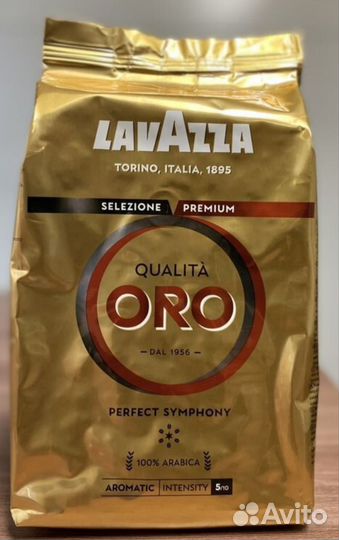 LAVAZZA
TORINO, ITALIA, 1895
SELEZIONE PREMIUM
QUALITÀ
ORO
DAL 1956
PERFECT SYMPHONY
100% ARABICA
AROMATIC INTENSITY 5/10
Avito